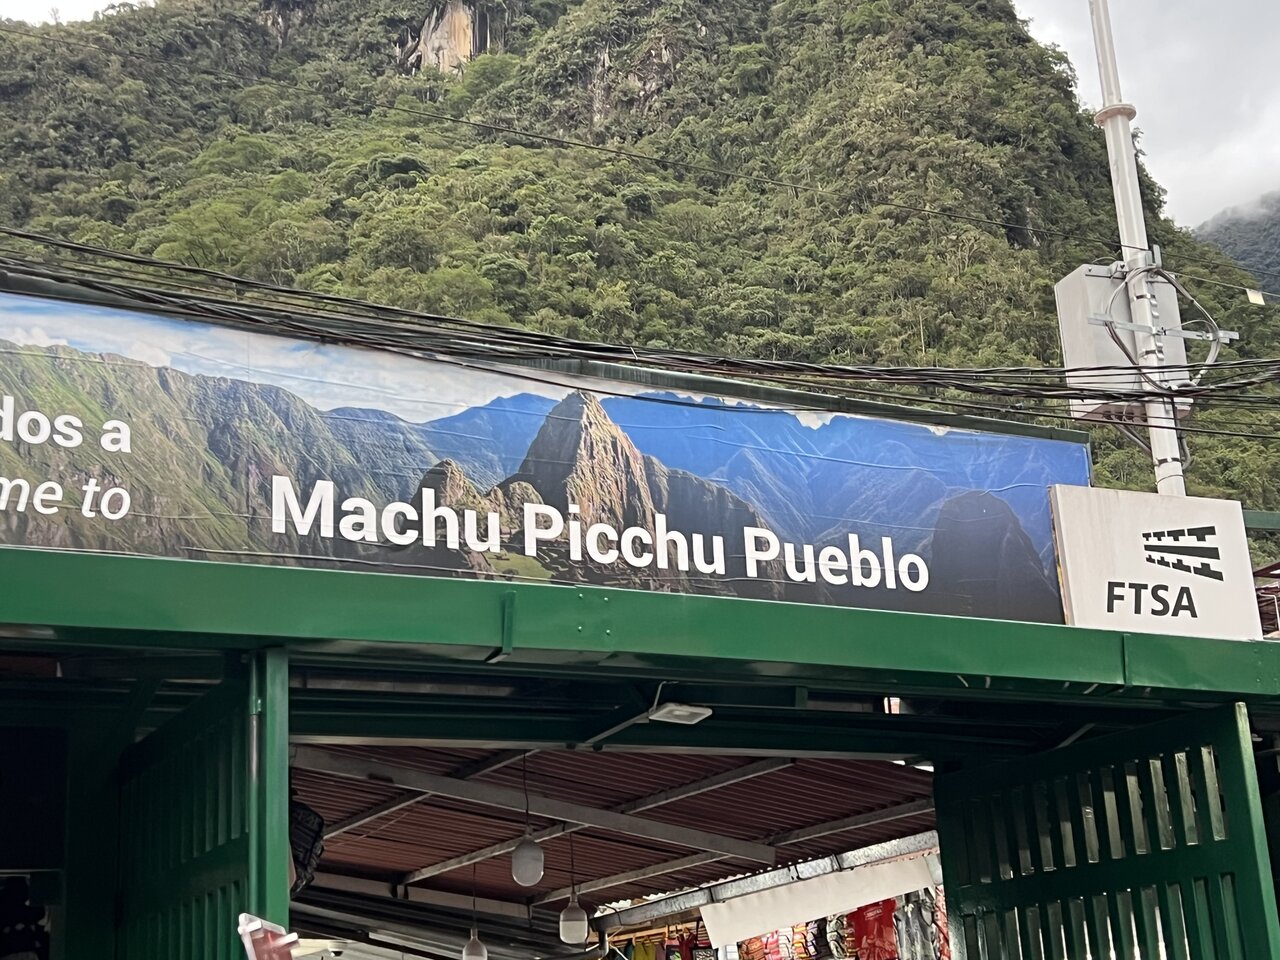 dos a
me to
Machu Picchu Pueblo
FTSA